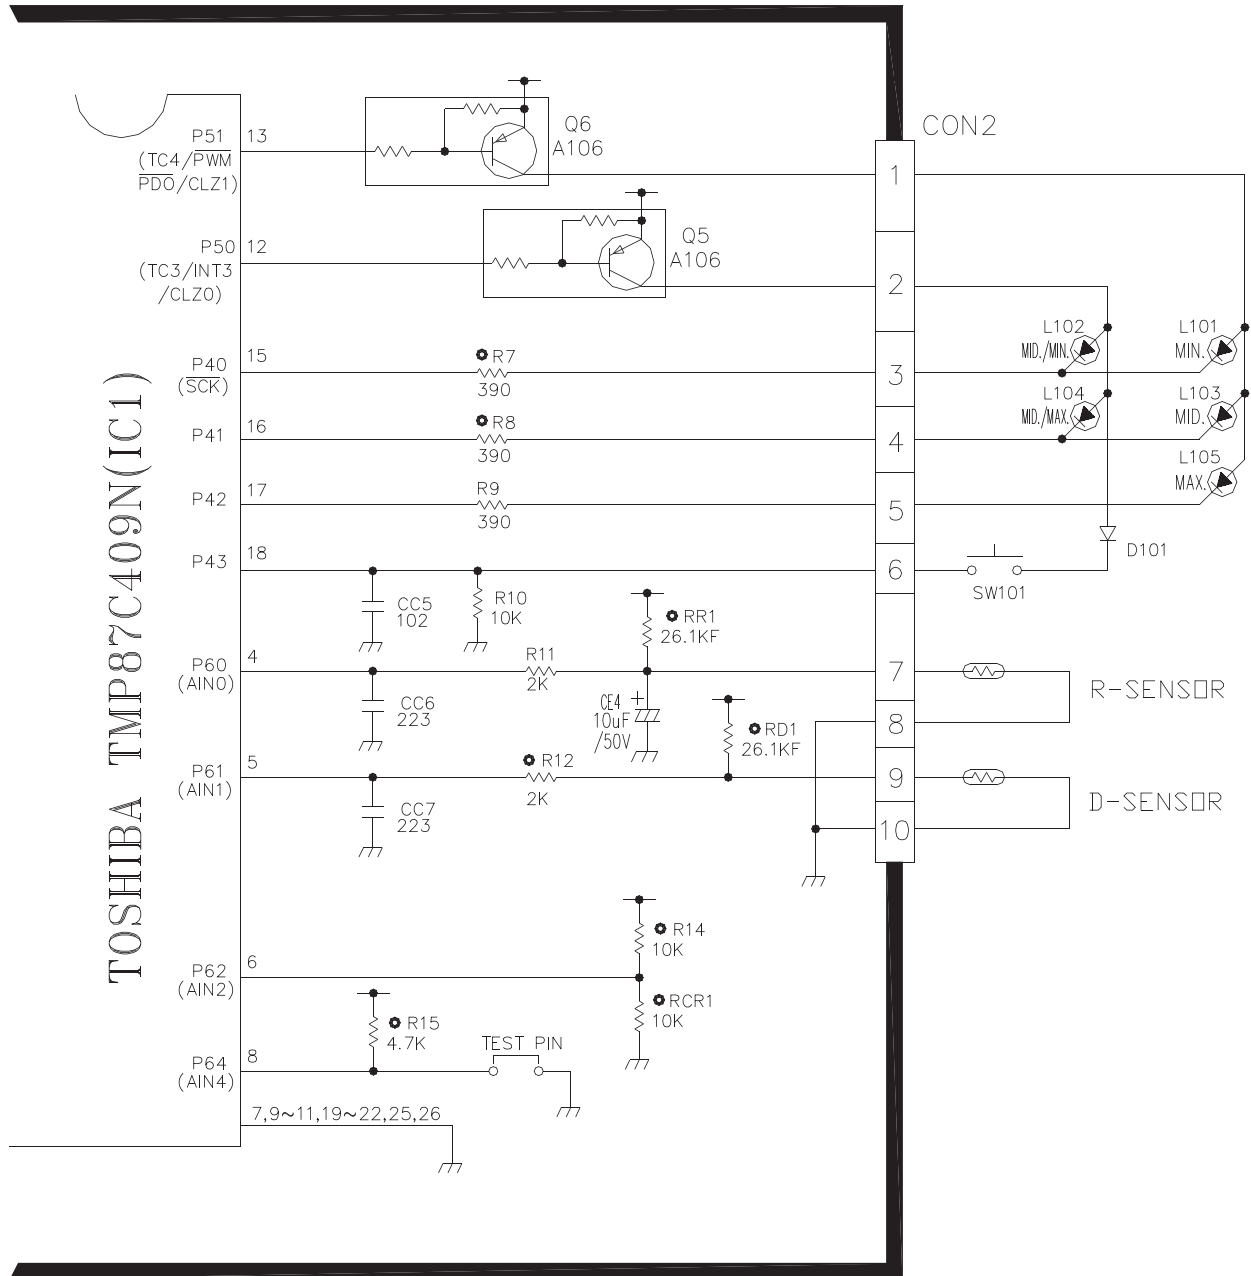 CON2
P51
13
(TC4/PWM
PDO/CLZ1)
Q6
A106
1
P50
12
(TC3/INT3
/CLZ0)
Q5
A106
2
L102
MID./MIN.
L101
MIN.
P40
(SCK)
15
R7
390
3
L104
MID./MAX.
L103
MID.
P41
16
R8
390
4
L105
MAX.
P42
17
R9
390
5
P43
18
6
D101
SW101
CC5
102
R10
10K
RR1
26.1KF
P60
(AIN0)
4
R11
2K
7
R-SENSOR
CC6
223
CE4
+
10uF
/50V
RD1
26.1KF
8
P61
(AIN1)
5
R12
2K
9
D-SENSOR
CC7
223
10
TOSHIBA TMP87C409N(IC1)
R14
10K
P62
(AIN2)
6
RCR1
10K
R15
4.7K
P64
(AIN4)
8
TEST PIN
7,9~11,19~22,25,26